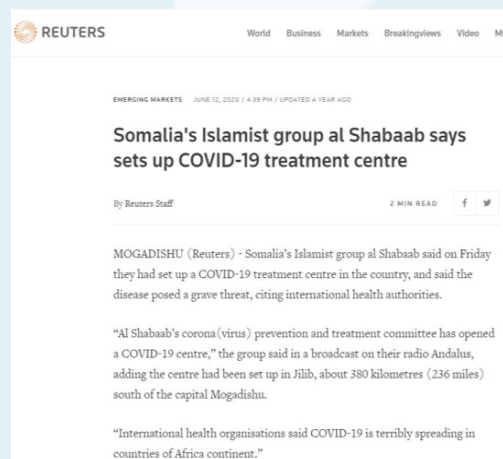 REUTERS
World Business Markets Breakingviews Video M
EMERGING MARKETS JUNE 12, 2020 / 4:39 PM / UPDATED A YEAR AGO
Somalia's Islamist group al Shabaab says
sets up COVID-19 treatment centre
By Reuters Staff
2 MIN READ
MOGADISHU (Reuters) - Somalia's Islamist group al Shabaab said on Friday
they had set up a COVID-19 treatment centre in the country, and said the
disease posed a grave threat, citing international health authorities.
“Al Shabaab's corona(virus) prevention and treatment committee has opened
a COVID-19 centre,” the group said in a broadcast on their radio Andalus,
adding the centre had been set up in Jilib, about 380 kilometres (236 miles)
south of the capital Mogadishu.
“International health organisations said COVID-19 is terribly spreading in
countries of Africa continent.”